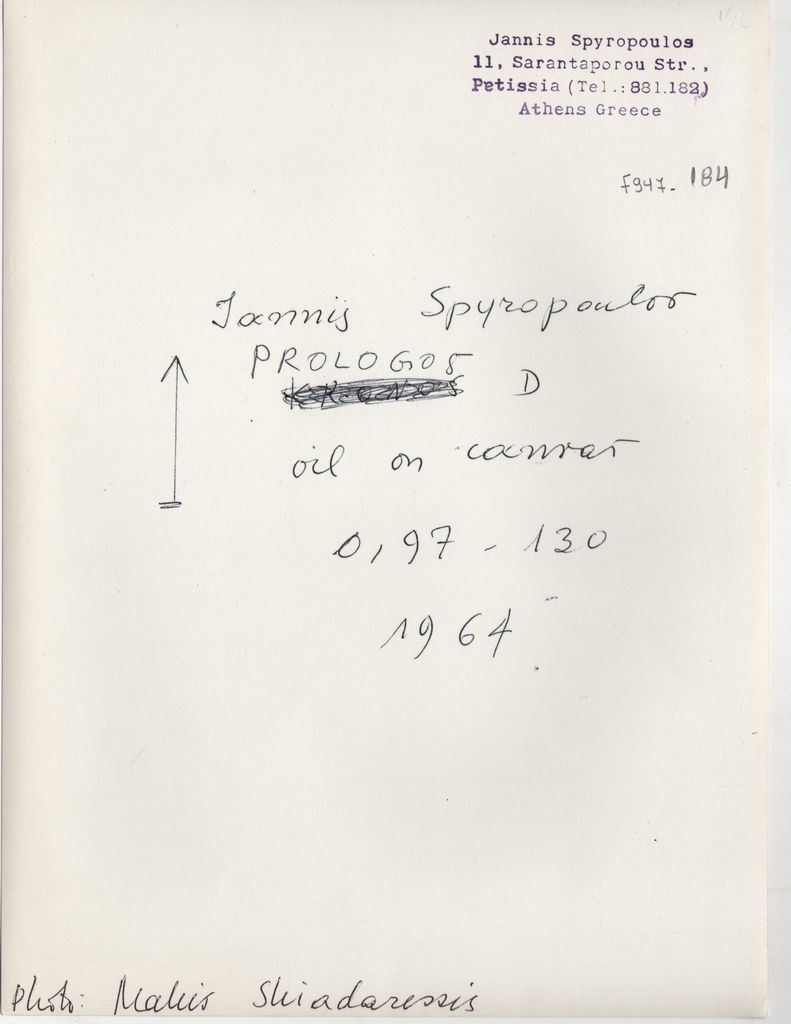 Jannis Spyropoulos
11, Sarantaporou Str.,
Patissia (Tel.: 881.182)
Athens Greece
F947- 184
Jannis Spyropoulos
PROLOGOS
D
oil on canvas
0,97 - 130
1964
Photo: Makis Skiadaressis